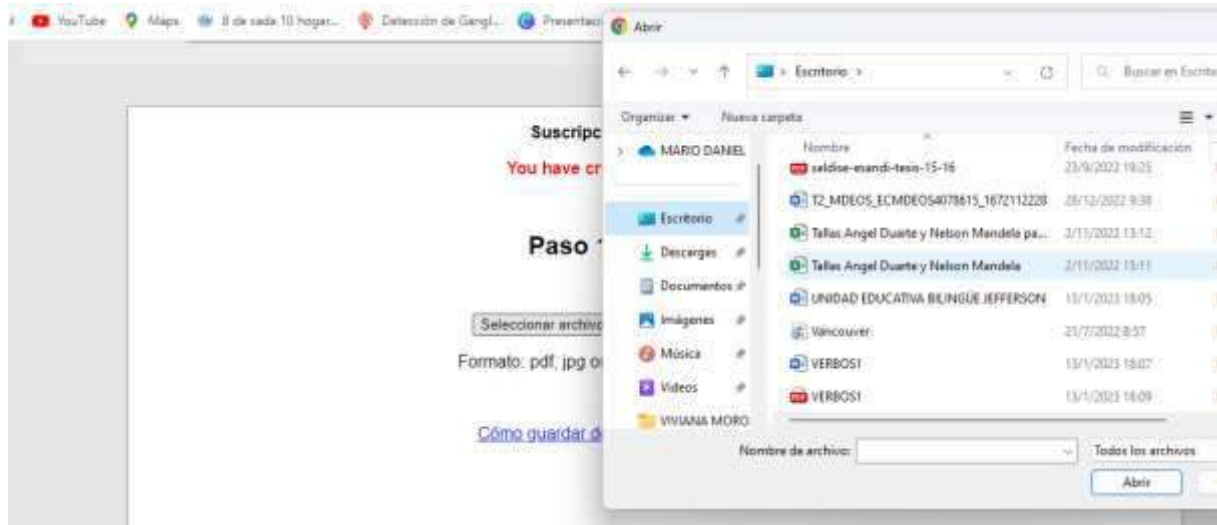 YouTube Maps 8 de cada 10 hogar... Detección de Gangl... Presentaci
Abrir
Escritorio
Buscar en Escrito
Organizar Nueva carpeta
Suscripc
You have cr
Paso 1
Seleccionar archivo
Formato: pdf, jpg o
Cómo guardar d
MARIO DANIEL
Escritorio
Descargas
Documentos
Imágenes
Música
Videos
VIVIANA MORO
Nombre Fecha de modificación
saldise-esandi-tesis-15-16 23/9/2022 19:25
T2_MDEOS_ECMDEOS4078615_1672112228 28/12/2022 9:38
Tallas Angel Duarte y Nelson Mandela pa... 2/11/2022 13:12
Tallas Angel Duarte y Nelson Mandela 2/11/2022 13:11
UNIDAD EDUCATIVA BILINGÜE JEFFERSON 13/1/2023 18:05
Vancouver 21/7/2022 8:57
VERBOS1 13/1/2023 18:07
VERBOS1 13/1/2023 18:09
Nombre de archivo: Todos los archivos
Abrir